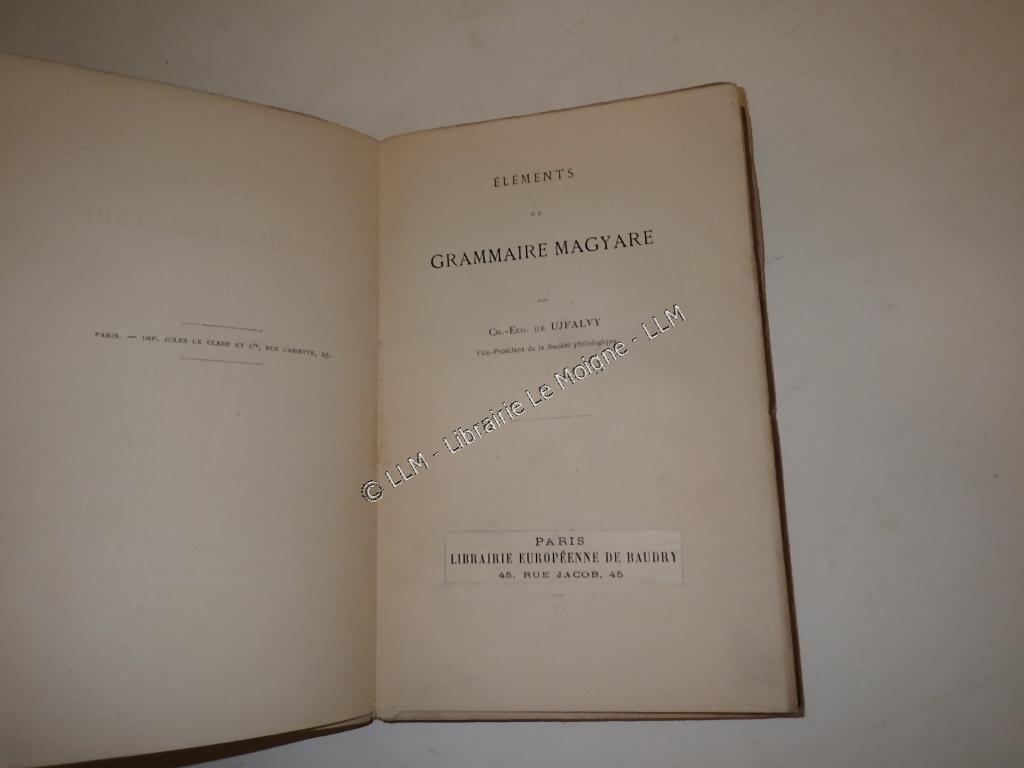 PARIS. — IMP. JULES LE CLERE ET Cie, RUE CASSETTE, 29.
ÉLÉMENTS
DE
GRAMMAIRE MAGYARE
PAR
CH.-EUG. DE UJFALVY
Vice-Président de la Société philologique
© LLM - Librairie Le Moigne - LLM
PARIS
LIBRAIRIE EUROPÉENNE DE BAUDRY
45, RUE JACOB, 45